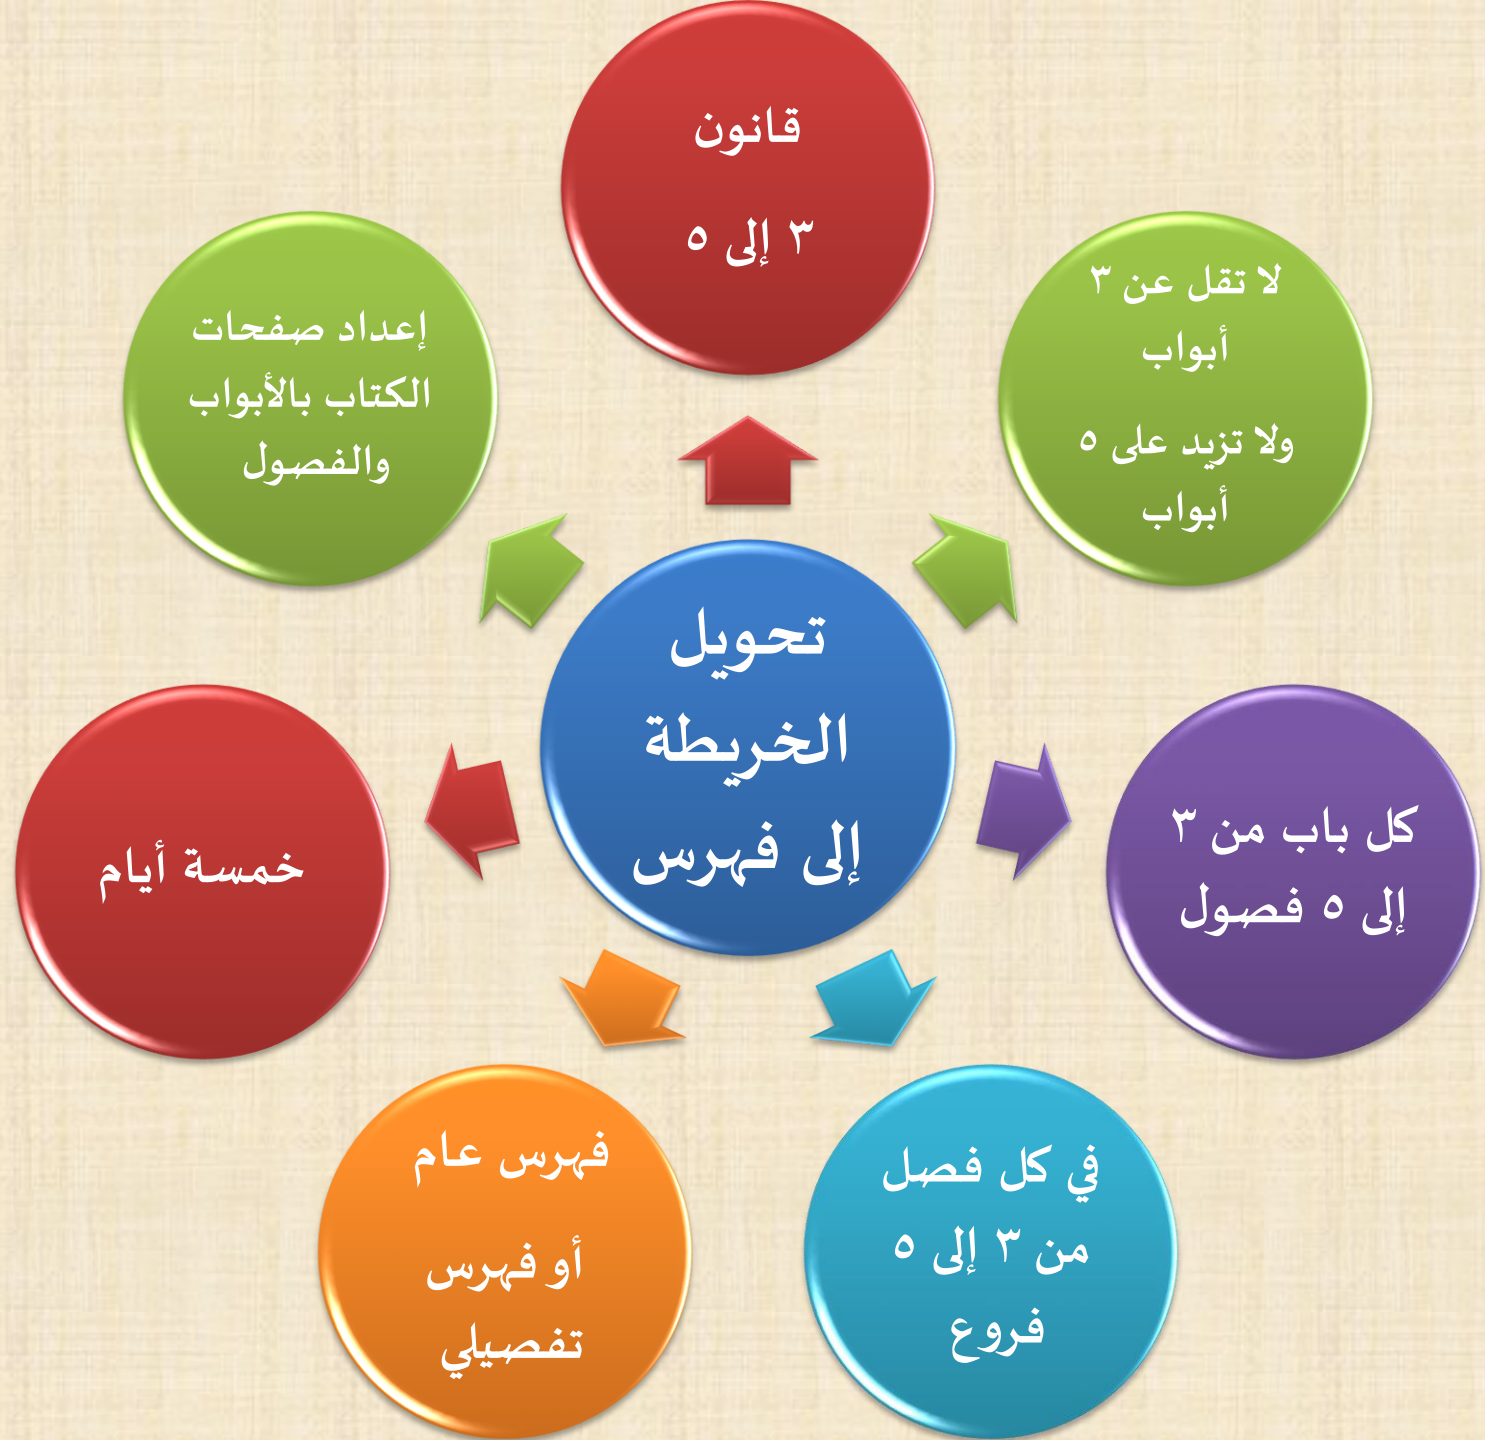 تحويل
الخريطة
إلى فهرس
قانون
٣ إلى ٥
لا تقل عن ٣
أبواب
ولا تزيد على ٥
أبواب
كل باب من ٣
إلى ٥ فصول
في كل فصل
من ٣ إلى ٥
فروع
فهرس عام
أو فهرس
تفصيلي
خمسة أيام
إعداد صفحات
الكتاب بالأبواب
والفصول